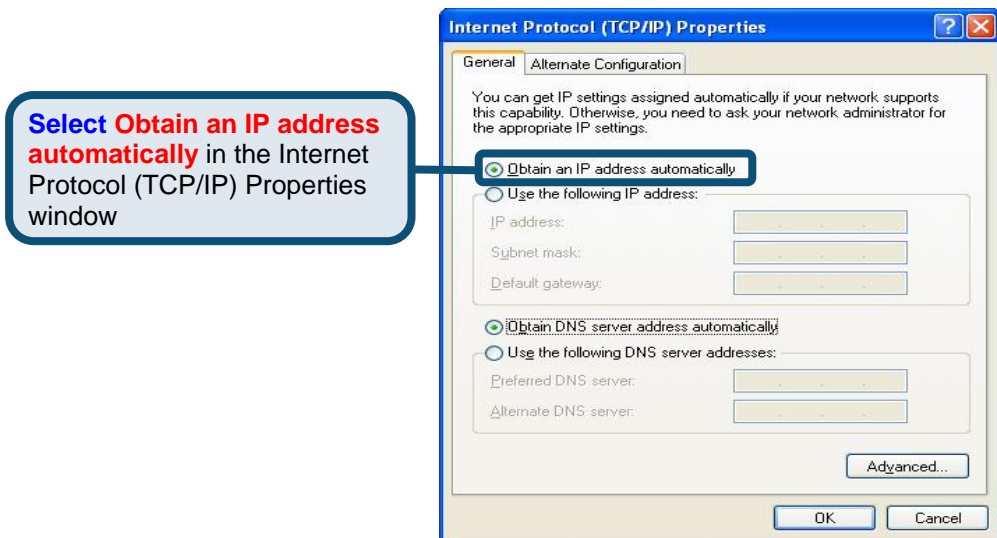 Select Obtain an IP address
automatically in the Internet
Protocol (TCP/IP) Properties
window
Internet Protocol (TCP/IP) Properties
General
Alternate Configuration
You can get IP settings assigned automatically if your network supports
this capability. Otherwise, you need to ask your network administrator for
the appropriate IP settings.
Obtain an IP address automatically
Use the following IP address:
IP address:
Subnet mask:
Default gateway:
Obtain DNS server address automatically
Use the following DNS server addresses:
Preferred DNS server:
Alternate DNS server:
Advanced...
OK
Cancel